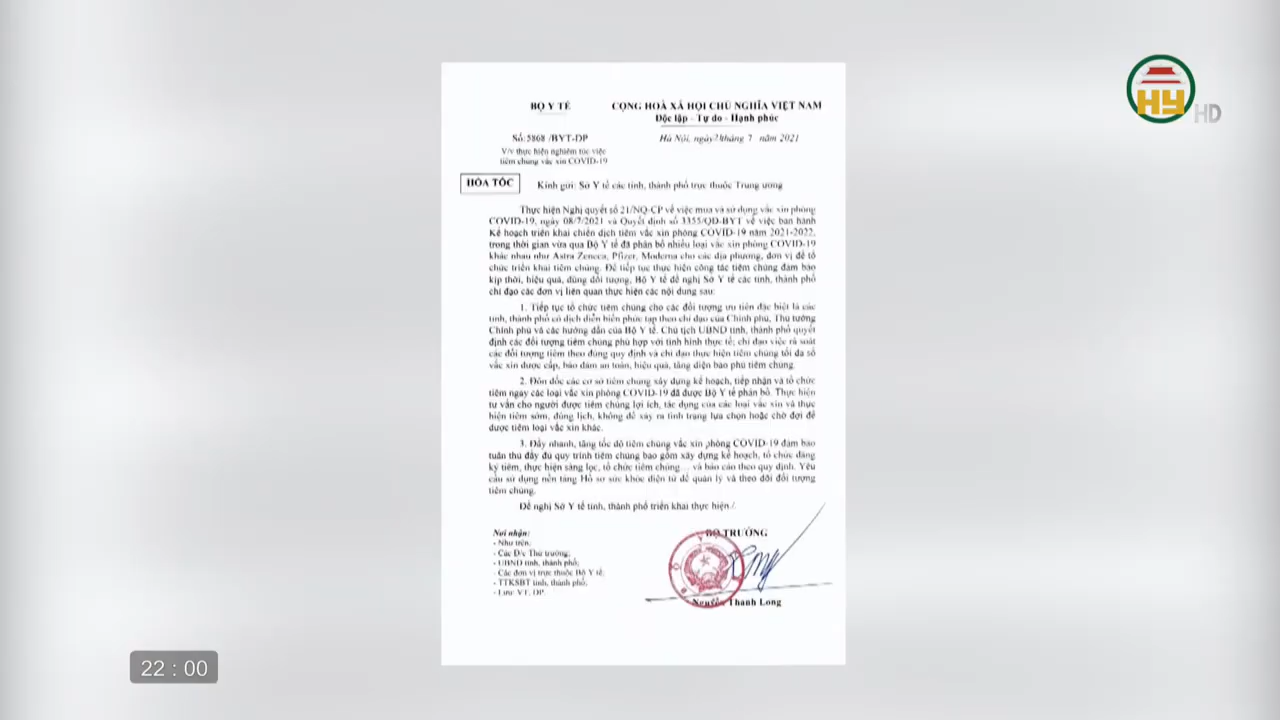 HY HD
BỘ Y TẾ
CỘNG HOÀ XÃ HỘI CHỦ NGHĨA VIỆT NAM
Độc lập - Tự do - Hạnh phúc
Số: 5868 /BYT-DP
Hà Nội, ngày tháng 7 năm 2021
V/v thực hiện nghiêm túc việc
tiêm chủng vắc xin COVID-19
HỎA TỐC
Kính gửi: Sở Y tế các tỉnh, thành phố trực thuộc Trung ương
Thực hiện Nghị quyết số 21/NQ-CP về việc mua và sử dụng vắc xin phòng
COVID-19, ngày 08/7/2021 và Quyết định số 3355/QĐ-BYT về việc ban hành
Kế hoạch triển khai chiến dịch tiêm vắc xin phòng COVID-19 năm 2021-2022,
trong thời gian vừa qua Bộ Y tế đã phân bổ nhiều loại vắc xin phòng COVID-19
khác nhau như Astra Zeneca, Pfizer, Moderna cho các địa phương, đơn vị để tổ
chức triển khai tiêm chủng. Để tiếp tục thực hiện công tác tiêm chủng đảm bảo
kịp thời, hiệu quả, đúng đối tượng, Bộ Y tế đề nghị Sở Y tế các tỉnh, thành phố
chỉ đạo các đơn vị liên quan thực hiện các nội dung sau:
1. Tiếp tục tổ chức tiêm chủng cho các đối tượng ưu tiên đặc biệt là các
tỉnh, thành phố có dịch diễn biến phức tạp theo chỉ đạo của Chính phủ, Thủ tướng
Chính phủ và các hướng dẫn của Bộ Y tế. Chủ tịch UBND tỉnh, thành phố quyết
định các đối tượng tiêm chủng phù hợp với tình hình thực tế; chỉ đạo việc rà soát
các đối tượng tiêm theo đúng quy định và chỉ đạo thực hiện tiêm chủng tối đa số
vắc xin được cấp, bảo đảm an toàn, hiệu quả, tăng diện bao phủ tiêm chủng.
2. Đôn đốc các cơ sở tiêm chủng xây dựng kế hoạch, tiếp nhận và tổ chức
tiêm ngay các loại vắc xin phòng COVID-19 đã được Bộ Y tế phân bổ. Thực hiện
tư vấn cho người được tiêm chủng lợi ích, tác dụng của các loại vắc xin và thực
hiện tiêm sớm, đúng lịch, không để xảy ra tình trạng lựa chọn hoặc chờ đợi để
được tiêm loại vắc xin khác.
3. Đẩy nhanh, tăng tốc độ tiêm chủng vắc xin phòng COVID-19 đảm bảo
tuân thủ đầy đủ quy trình tiêm chủng bao gồm xây dựng kế hoạch, tổ chức đăng
ký tiêm, thực hiện sàng lọc, tổ chức tiêm chủng… và báo cáo theo quy định. Yêu
cầu sử dụng nền tảng Hồ sơ sức khỏe điện tử để quản lý và theo dõi đối tượng
tiêm chủng.
Đề nghị Sở Y tế tỉnh, thành phố triển khai thực hiện./.
Nơi nhận:
- Như trên;
- Các Đ/c Thứ trưởng;
- UBND tỉnh, thành phố;
- Các đơn vị trực thuộc Bộ Y tế;
- TTKSBT tỉnh, thành phố;
- Lưu: VT, DP.
BỘ TRƯỞNG
Nguyễn Thanh Long
22 : 00